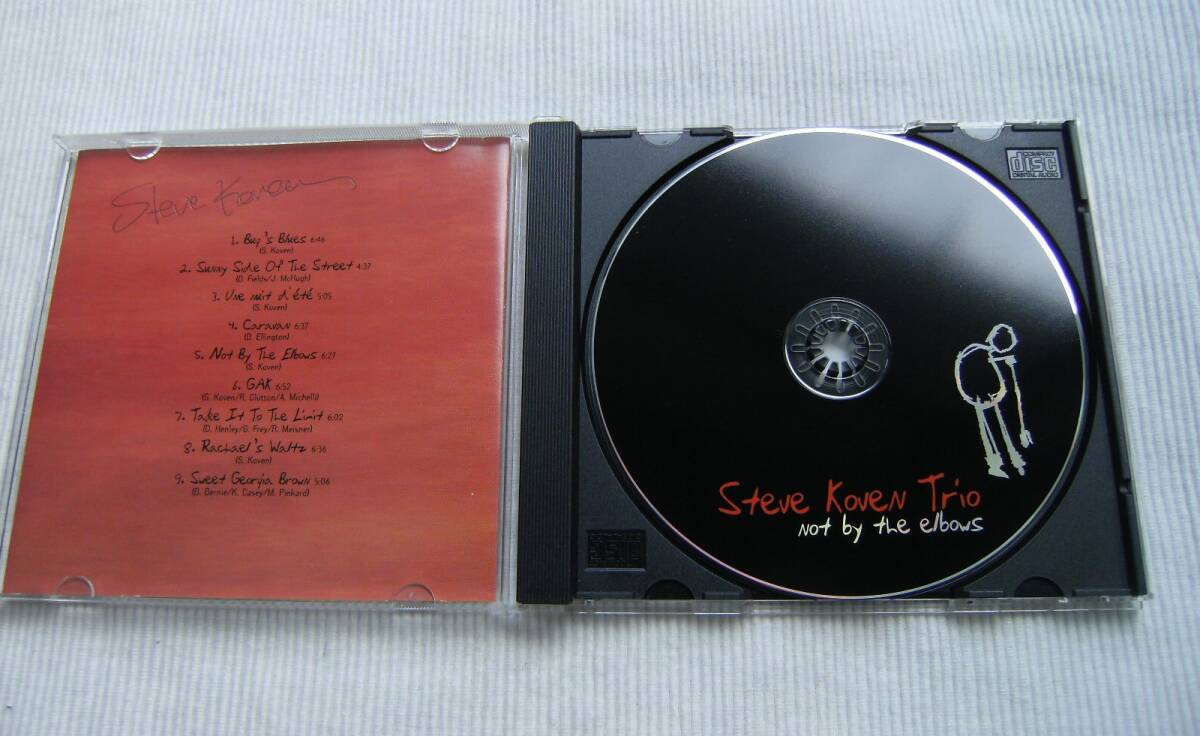 Steve Koven
1. Bug's Blues 6:46
(S. Koven)
2. Sunny Side Of The Street 4:37
(D. Fields/J. McHugh)
3. Une nuit d'été 5:05
(S. Koven)
4. Caravan 6:37
(D. Ellington)
5. Not By The Elbows 6:27
(S. Koven)
6. GAK 6:52
(S. Koven/R. Clutton/A. Michelli)
7. Take It To The Limit 6:02
(D. Henley/G. Frey/R. Meisner)
8. Rachael's Waltz 6:36
(S. Koven)
9. Sweet Georgia Brown 5:06
(B. Bernie/K. Casey/M. Pinkard)
COMPACT
disc
DIGITAL AUDIO
Steve Koven Trio
Not by the elbows